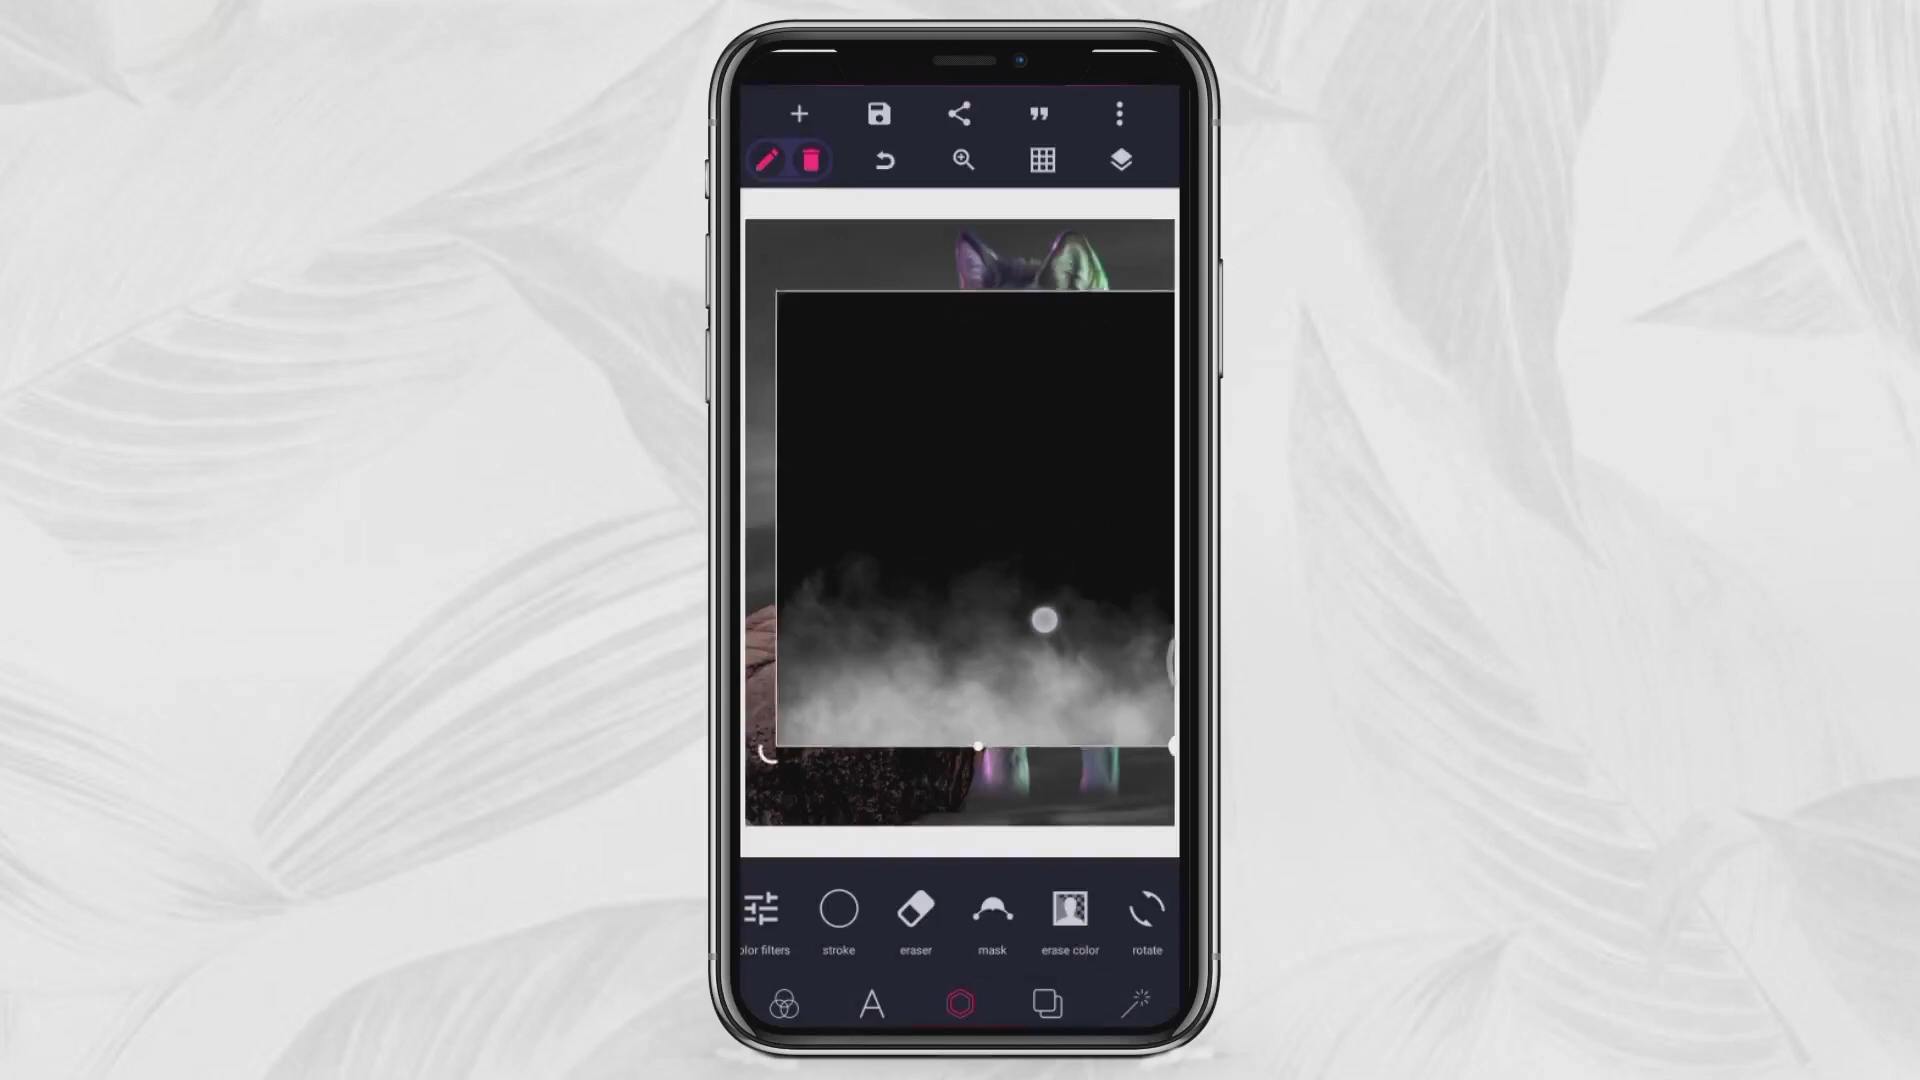 olor filters
stroke
eraser
mask
erase color
rotate